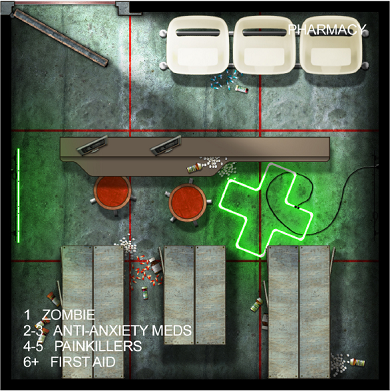 PHARMACY
1 ZOMBIE
2-3 ANTI-ANXIETY MEDS
4-5 PAINKILLERS
6+ FIRST AID